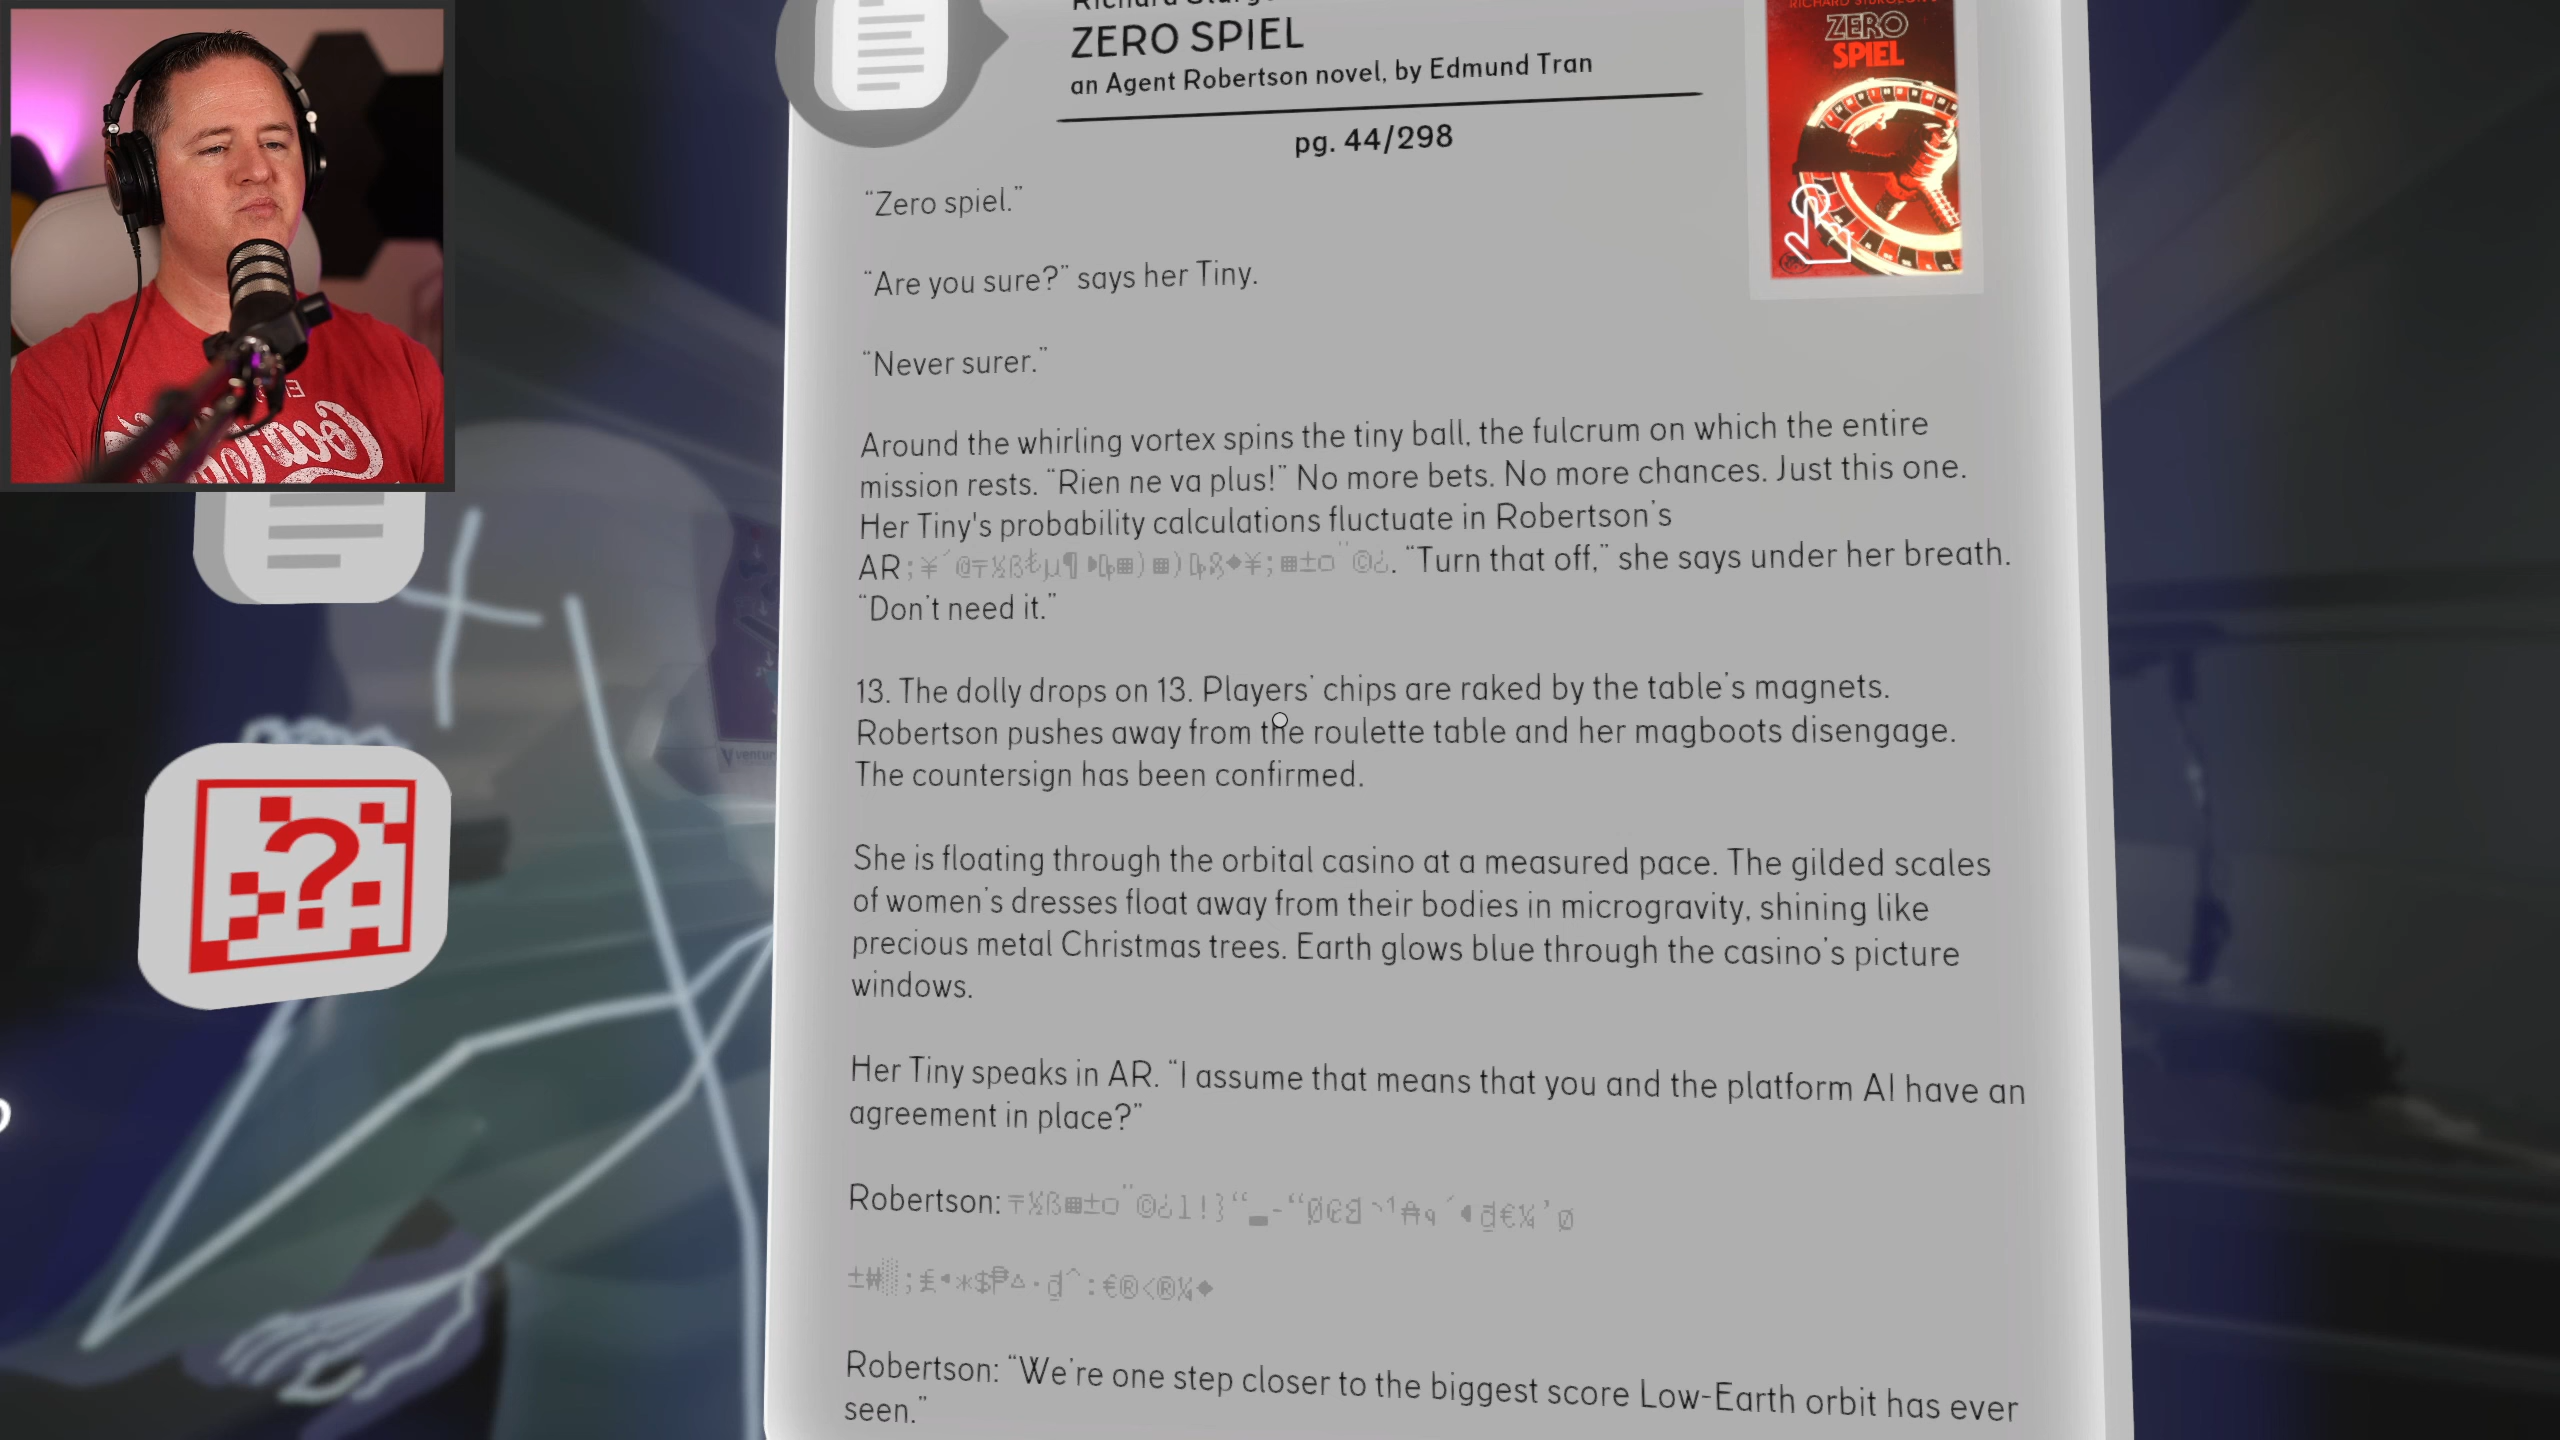 ZERO SPIEL
an Agent Robertson novel, by Edmund Tran
pg. 44/298
ZERO
SPIEL
“Zero spiel.”
“Are you sure?” says her Tiny.
“Never surer.”
Around the whirling vortex spins the tiny ball, the fulcrum on which the entire
mission rests. “Rien ne va plus!” No more bets. No more chances. Just this one.
Her Tiny's probability calculations fluctuate in Robertson’s
AR . “Turn that off,” she says under her breath.
“Don’t need it.”
13. The dolly drops on 13. Players’ chips are raked by the table’s magnets.
Robertson pushes away from the roulette table and her magboots disengage.
The countersign has been confirmed.
She is floating through the orbital casino at a measured pace. The gilded scales
of women’s dresses float away from their bodies in microgravity, shining like
precious metal Christmas trees. Earth glows blue through the casino’s picture
windows.
Her Tiny speaks in AR. “I assume that means that you and the platform AI have an
agreement in place?”
Robertson:
Robertson: “We’re one step closer to the biggest score Low-Earth orbit has ever
seen.”
?